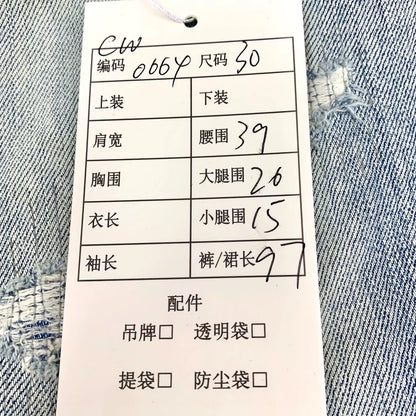 CW
编码 0664 尺码 30
上装 下装
肩宽 腰围 39
胸围 大腿围 26
衣长 小腿围 15
袖长 裤/裙长 97
配件
吊牌□ 透明袋□
提袋□ 防尘袋□